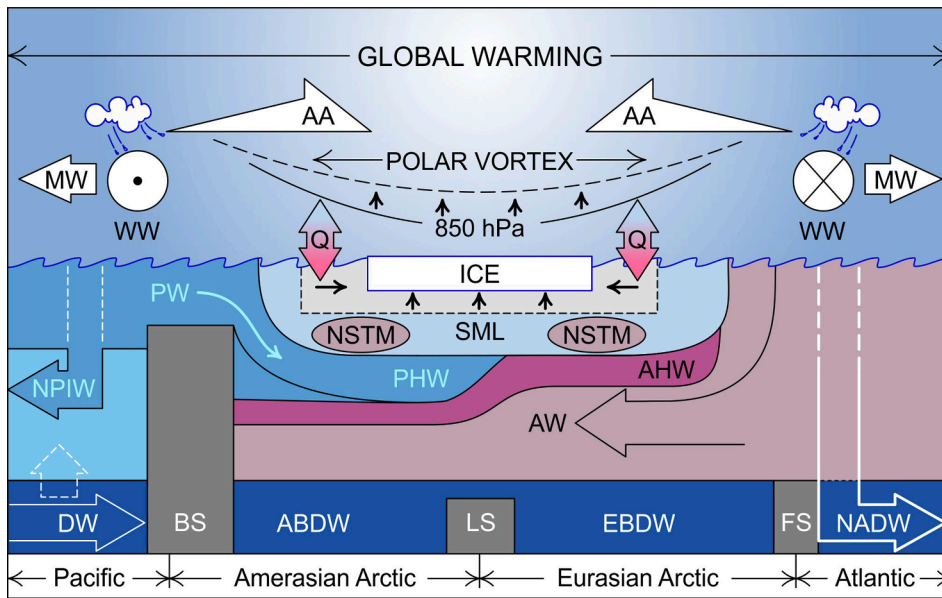 GLOBAL WARMING
AA
AA
POLAR VORTEX
MW
MW
WW
WW
850 hPa
Q
Q
ICE
PW
NSTM
SML
NSTM
NPIW
PHW
AHW
AW
DW
BS
ABDW
LS
EBDW
FS
NADW
Pacific
Amerasian Arctic
Eurasian Arctic
Atlantic